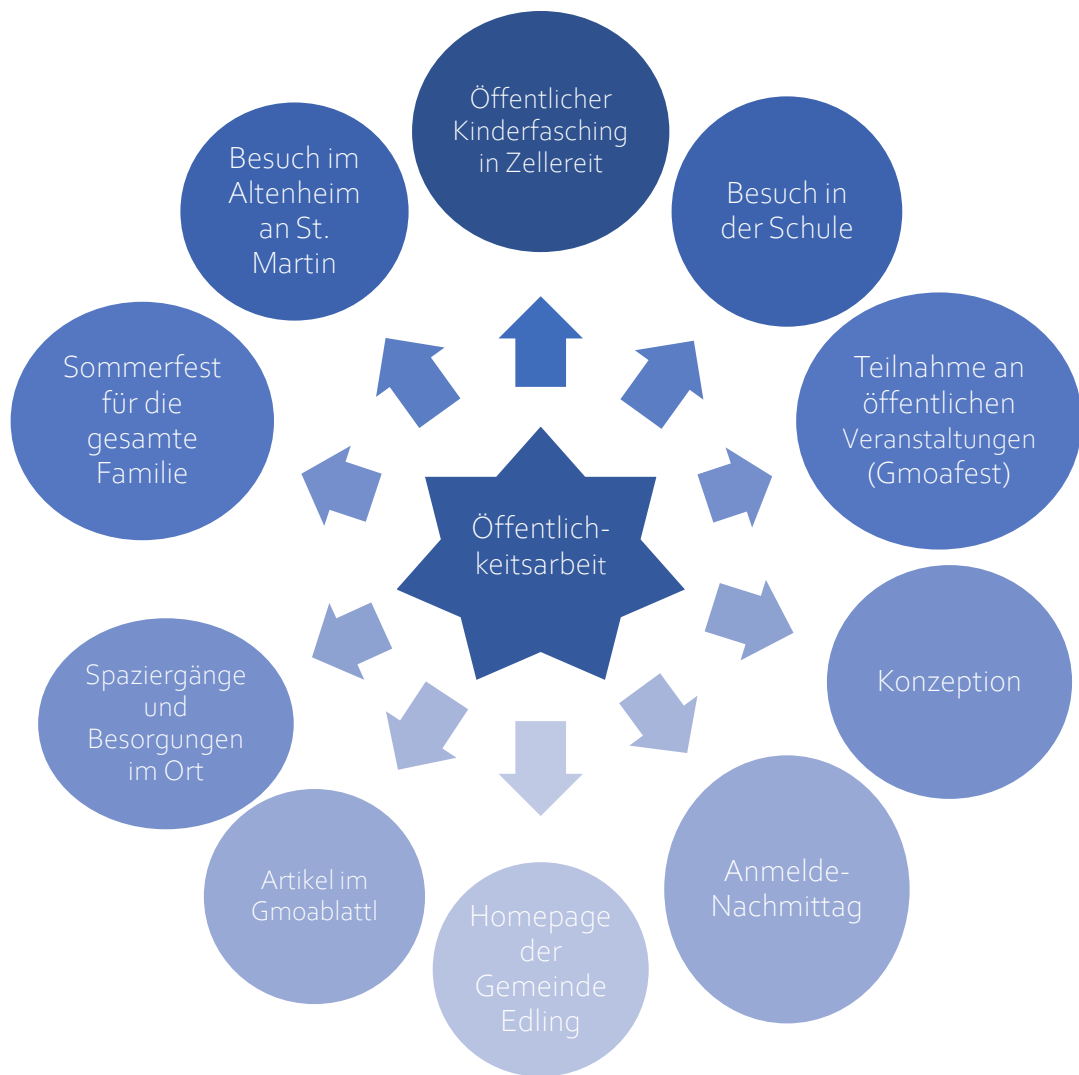 Öffentlicher
Kinderfasching
in Zellereit
Besuch in
der Schule
Teilnahme an
öffentlichen
Veranstaltungen
(Gmoafest)
Konzeption
Anmelde-
Nachmittag
Homepage
der
Gemeinde
Edling
Artikel im
Gmoablattl
Spaziergänge
und
Besorgungen
im Ort
Sommerfest
für die
gesamte
Familie
Besuch im
Altenheim
an St.
Martin
Öffentlich-
keitsarbeit